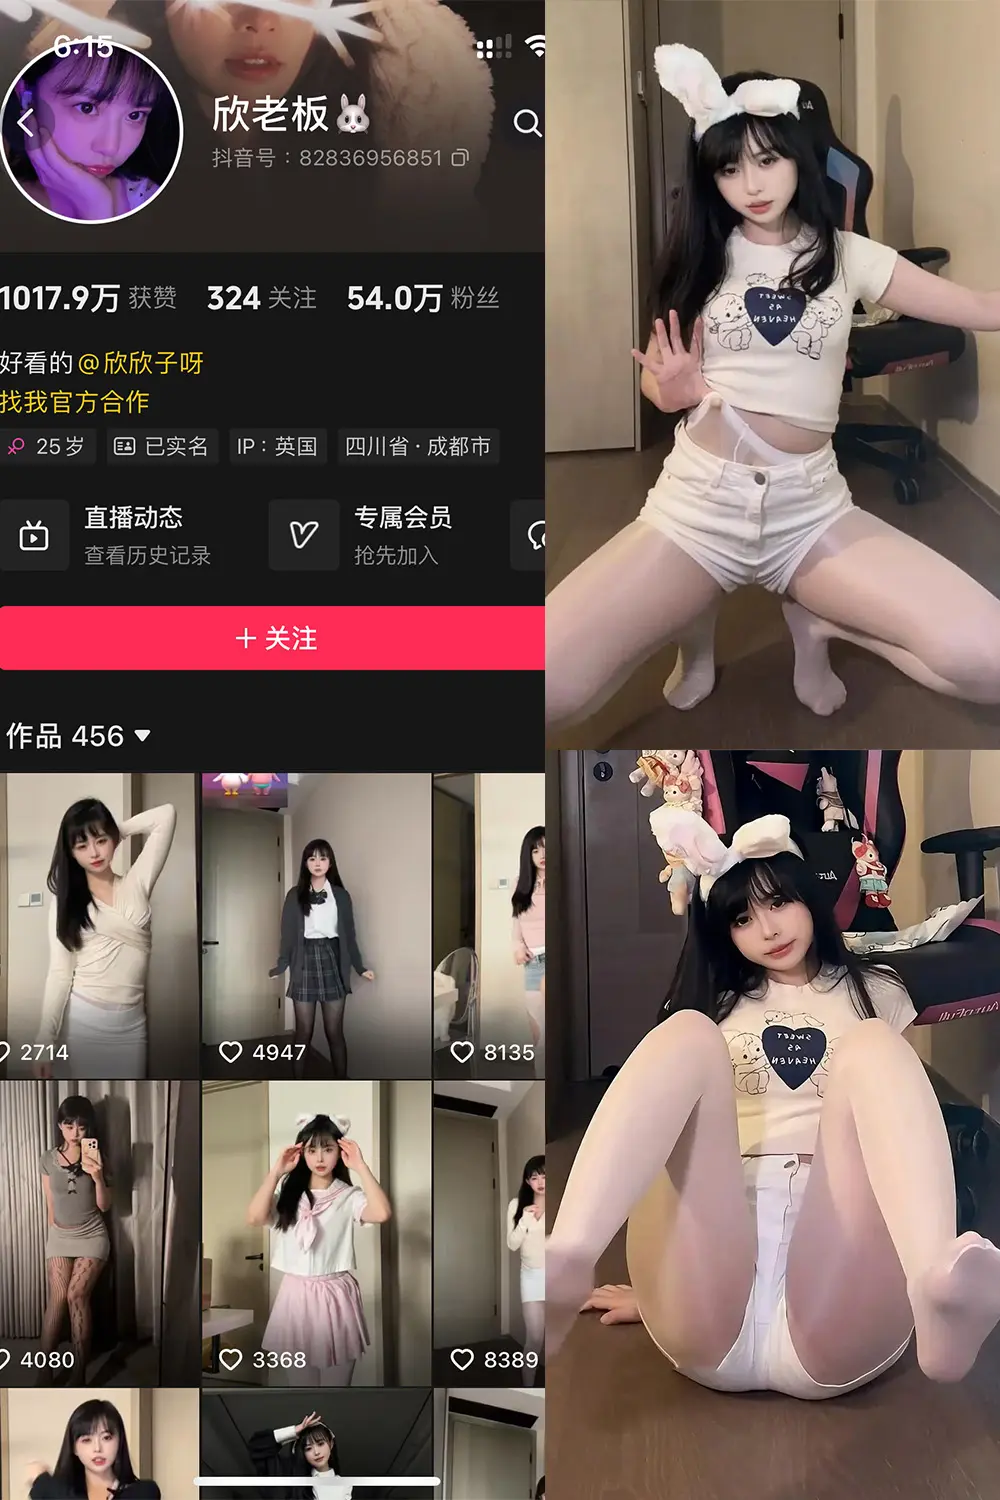 6:15
欣老板🐰
抖音号：82836956851
1017.9万 获赞 324 关注 54.0万 粉丝
好看的@欣欣子呀
找我官方合作
25岁 已实名 IP：英国 四川省·成都市
直播动态 专属会员
查看历史记录 抢先加入
+ 关注
作品 456
2714 4947 8135
4080 3368 8389
SWEET
AS
HEAVEN
SWEET
AS
HEAVEN